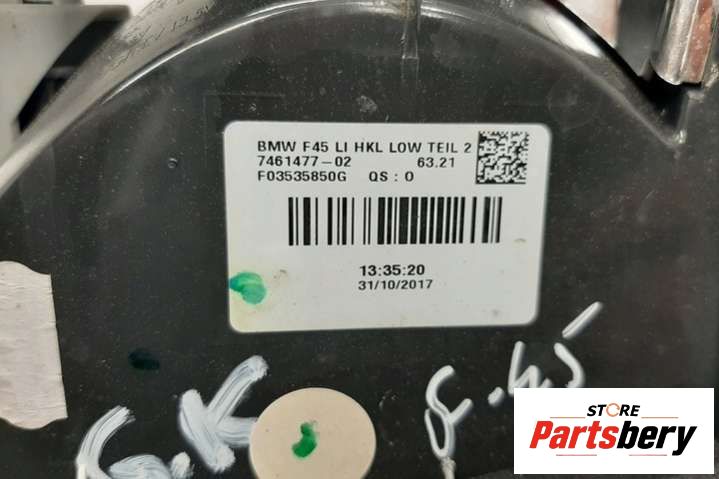 BMW F45 LI HKL LOW TEIL 2
7461477-02 63.21
F03535850G QS : 0
13:35:20
31/10/2017
G.K
F.45
STORE
Partsbery